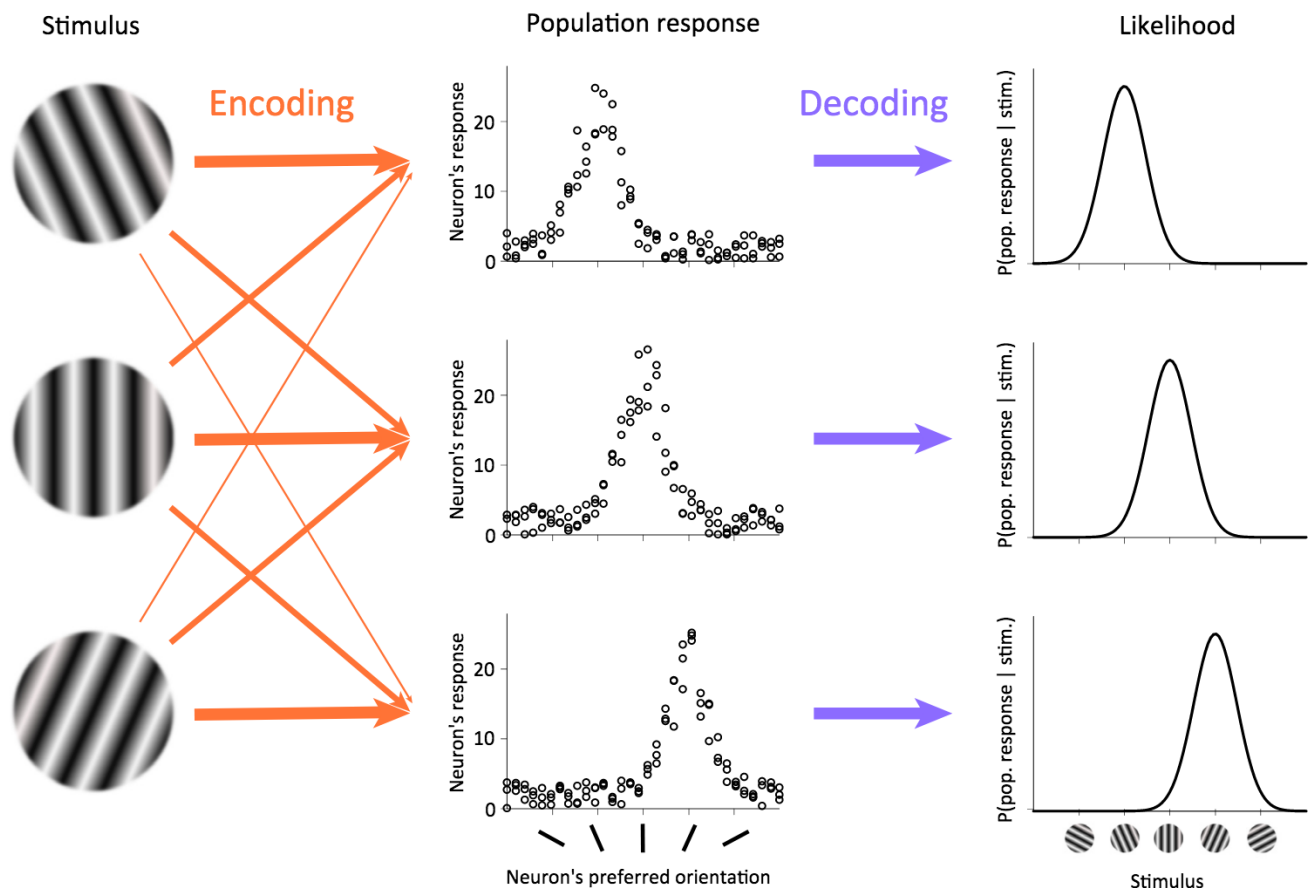 Stimulus
Population response
Likelihood
Encoding
Decoding
Neuron's response
20
10
0
P(pop. response | stim.)
Neuron's response
20
10
0
P(pop. response | stim.)
Neuron's response
20
10
0
P(pop. response | stim.)
Neuron's preferred orientation
Stimulus